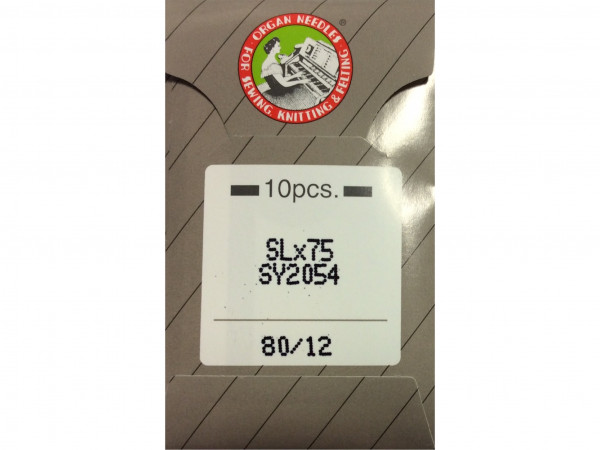 ORGAN NEEDLES
FOR SEWING KNITTING & FELTING
®
10pcs.
SLx75
SY2054
80/12